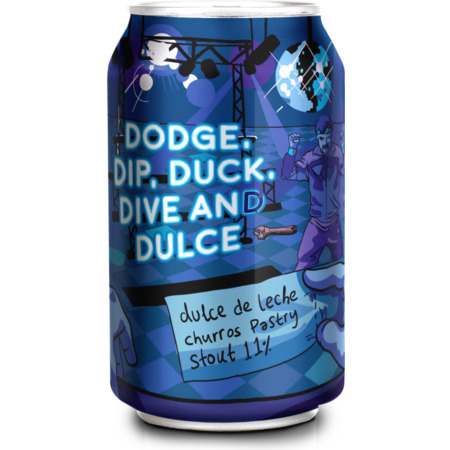 DODGE.
DIP, DUCK.
DIVE AND
DULCE
dulce de leche
churros Pastry
stout 11%